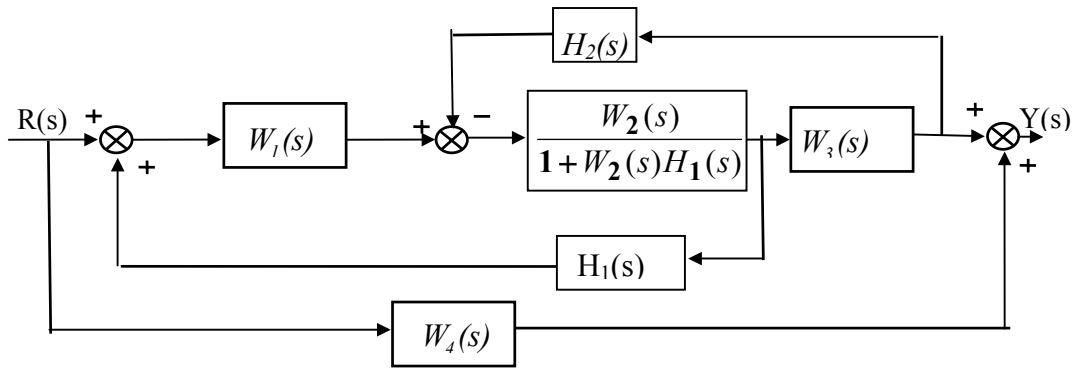 H₂(s)
+
R(s)
W₁(s)
+
−
W₂(s)
1 + W₂(s)H₁(s)
W₃(s)
+
Y(s)
+
+
H₁(s)
W₄(s)